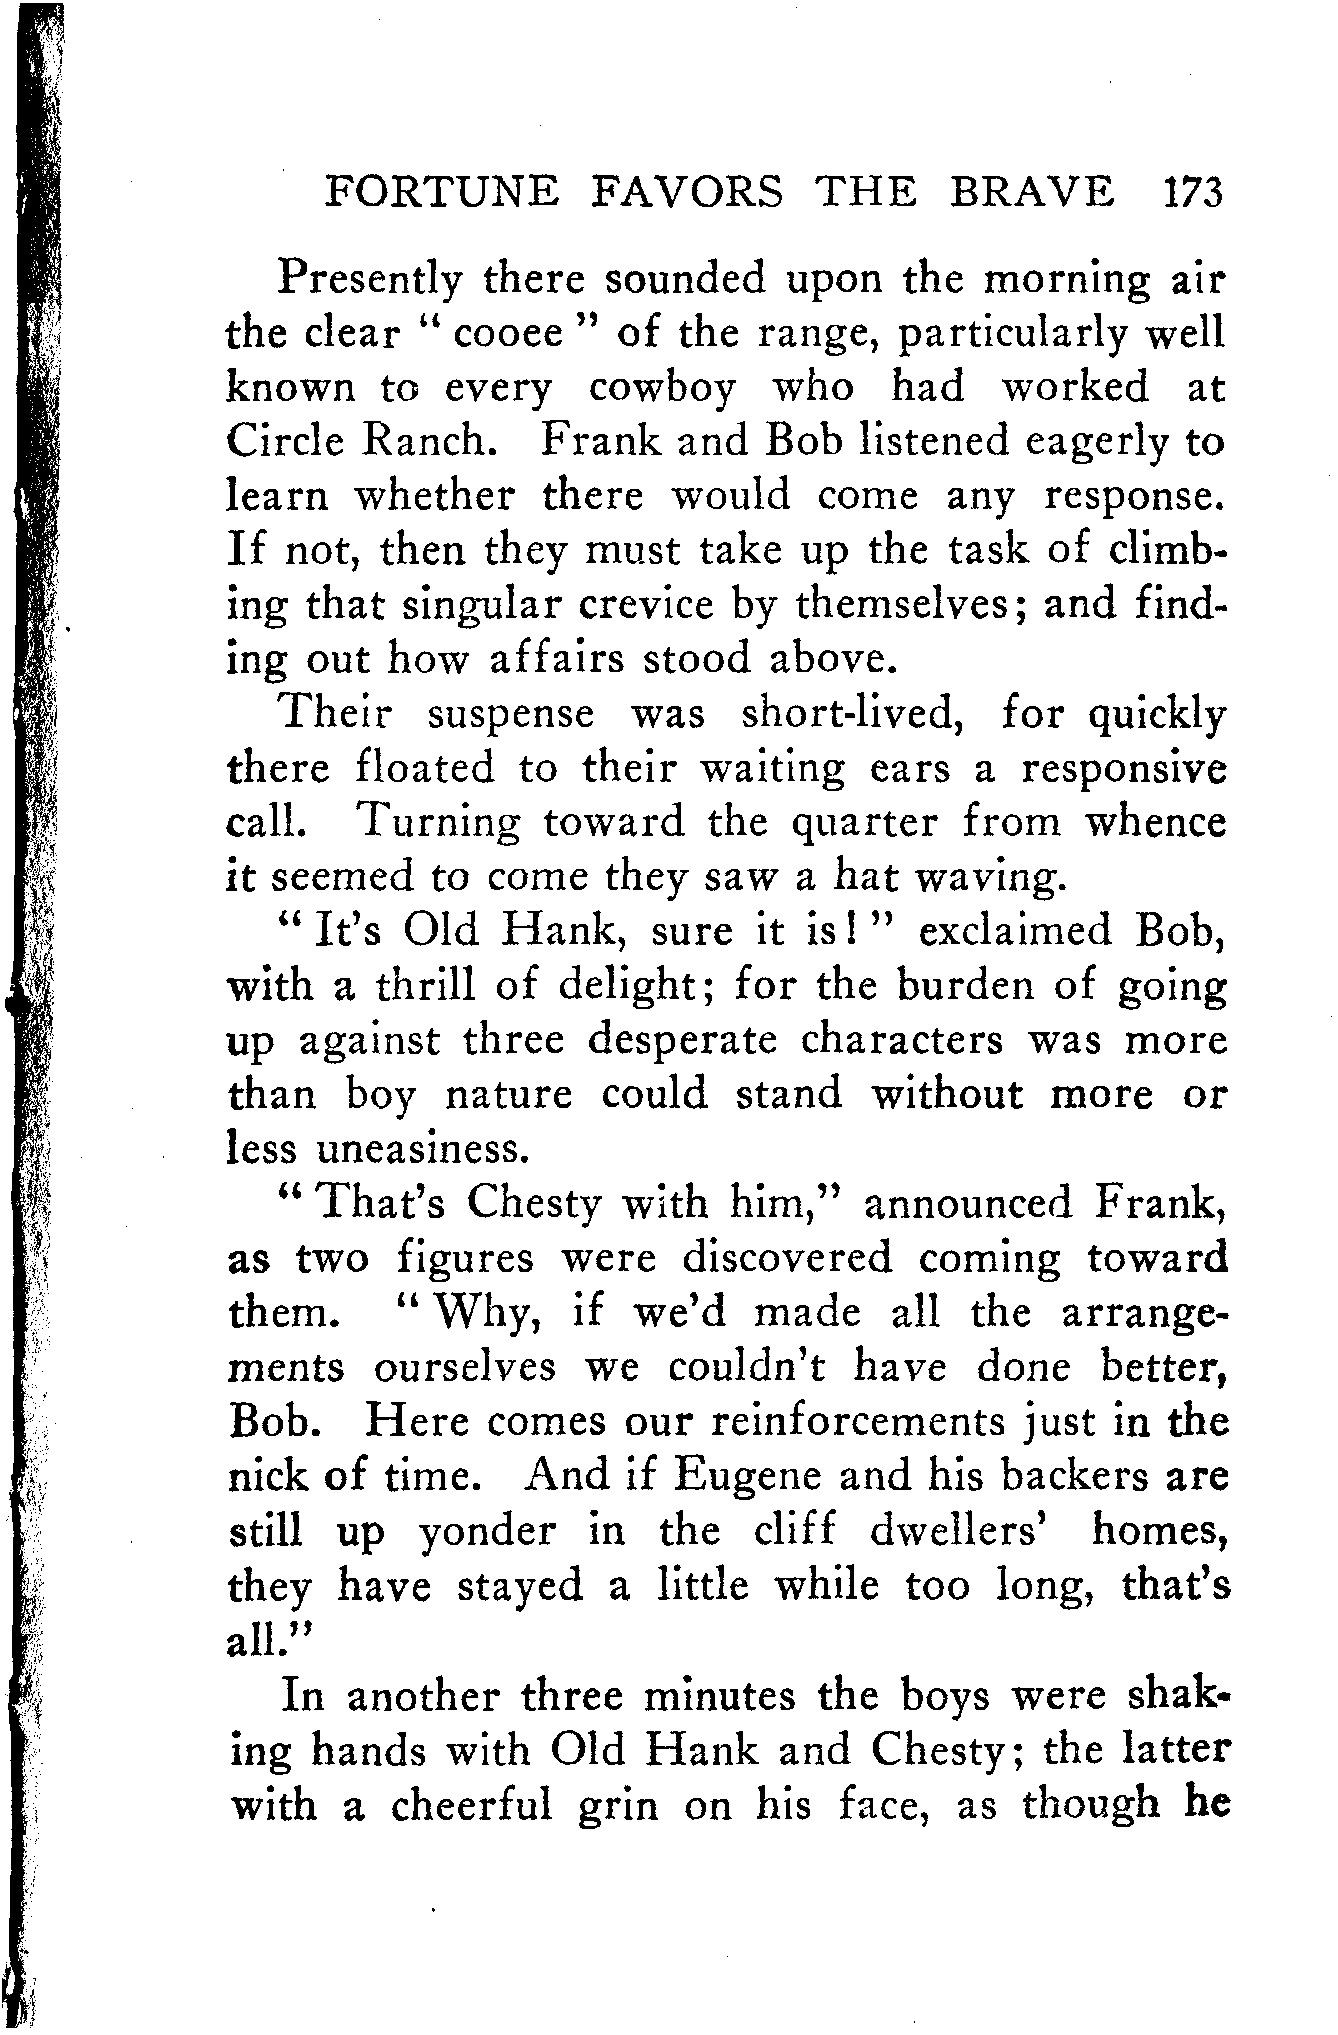 FORTUNE FAVORS THE BRAVE 173
Presently there sounded upon the morning air
the clear " cooee " of the range, particularly well
known to every cowboy who had worked at
Circle Ranch. Frank and Bob listened eagerly to
learn whether there would come any response.
If not, then they must take up the task of climb-
ing that singular crevice by themselves; and find-
ing out how affairs stood above.
Their suspense was short-lived, for quickly
there floated to their waiting ears a responsive
call. Turning toward the quarter from whence
it seemed to come they saw a hat waving.
" It's Old Hank, sure it is! " exclaimed Bob,
with a thrill of delight; for the burden of going
up against three desperate characters was more
than boy nature could stand without more or
less uneasiness.
" That's Chesty with him," announced Frank,
as two figures were discovered coming toward
them. " Why, if we'd made all the arrange-
ments ourselves we couldn't have done better,
Bob. Here comes our reinforcements just in the
nick of time. And if Eugene and his backers are
still up yonder in the cliff dwellers' homes,
they have stayed a little while too long, that's
all."
In another three minutes the boys were shak-
ing hands with Old Hank and Chesty; the latter
with a cheerful grin on his face, as though he